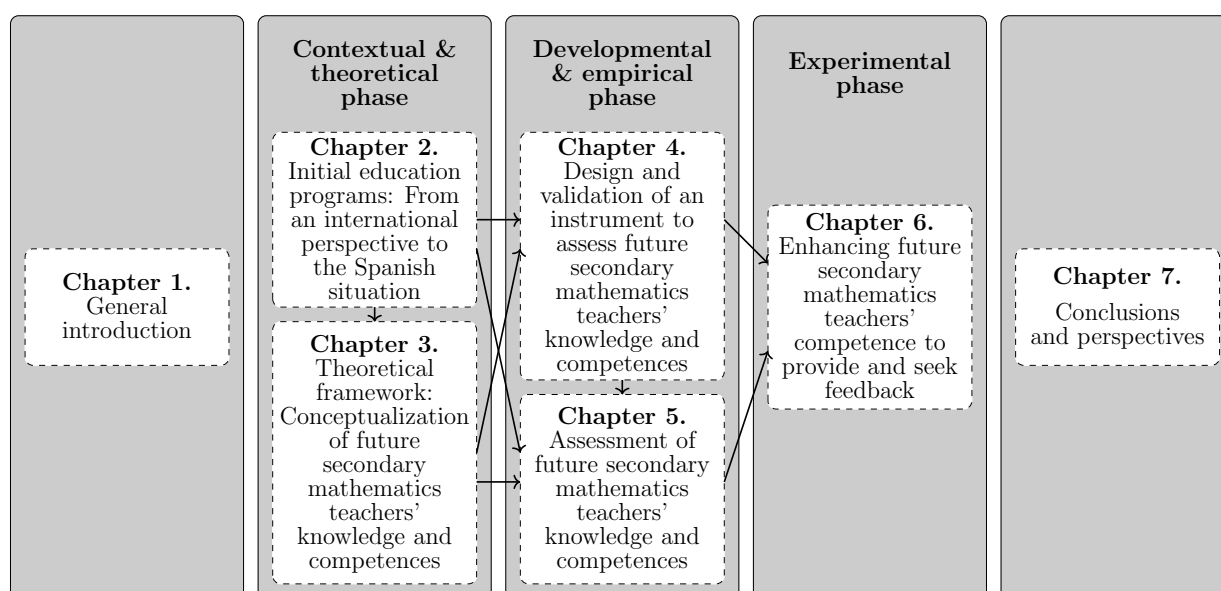 Chapter 1.
General
introduction
Contextual &
theoretical
phase
Chapter 2.
Initial education
programs: From
an international
perspective to
the Spanish
situation
Chapter 3.
Theoretical
framework:
Conceptualization
of future
secondary
mathematics
teachers'
knowledge and
competences
Developmental
& empirical
phase
Chapter 4.
Design and
validation of an
instrument to
assess future
secondary
mathematics
teachers'
knowledge and
competences
Chapter 5.
Assessment of
future secondary
mathematics
teachers'
knowledge and
competences
Experimental
phase
Chapter 6.
Enhancing future
secondary
mathematics
teachers'
competence to
provide and seek
feedback
Chapter 7.
Conclusions
and perspectives